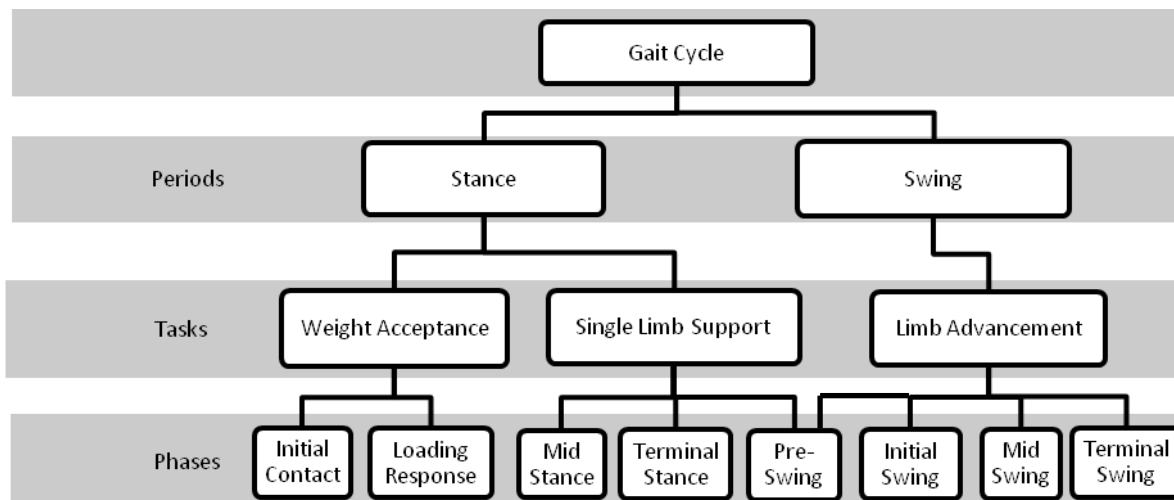 Gait Cycle
Periods
Stance
Swing
Tasks
Weight Acceptance
Single Limb Support
Limb Advancement
Phases
Initial
Contact
Loading
Response
Mid
Stance
Terminal
Stance
Pre-
Swing
Initial
Swing
Mid
Swing
Terminal
Swing